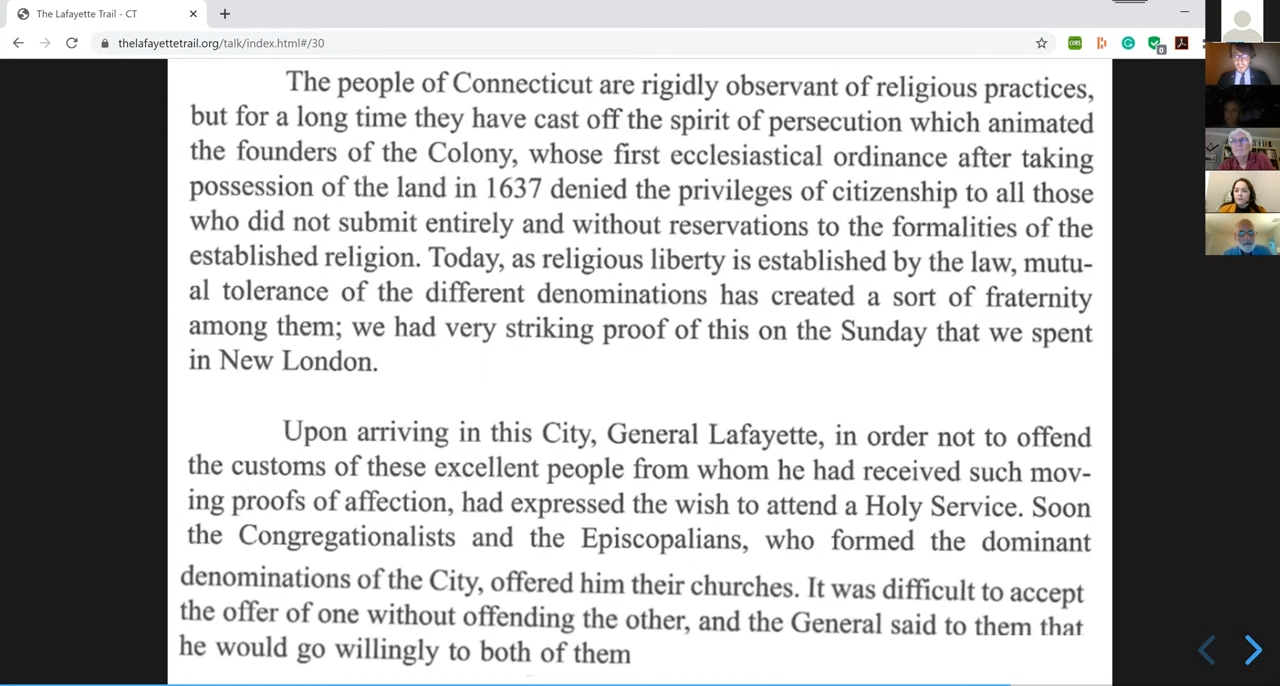 The Lafayette Trail - CT
thelafayettetrail.org/talk/index.html#/30
The people of Connecticut are rigidly observant of religious practices,
but for a long time they have cast off the spirit of persecution which animated
the founders of the Colony, whose first ecclesiastical ordinance after taking
possession of the land in 1637 denied the privileges of citizenship to all those
who did not submit entirely and without reservations to the formalities of the
established religion. Today, as religious liberty is established by the law, mutu-
al tolerance of the different denominations has created a sort of fraternity
among them; we had very striking proof of this on the Sunday that we spent
in New London.
Upon arriving in this City, General Lafayette, in order not to offend
the customs of these excellent people from whom he had received such mov-
ing proofs of affection, had expressed the wish to attend a Holy Service. Soon
the Congregationalists and the Episcopalians, who formed the dominant
denominations of the City, offered him their churches. It was difficult to accept
the offer of one without offending the other, and the General said to them that
he would go willingly to both of them